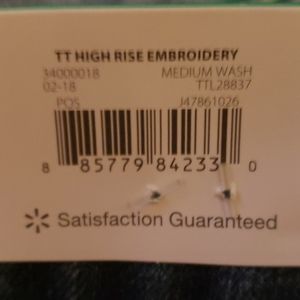 TT HIGH RISE EMBROIDERY
34000018 MEDIUM WASH
02-18 TTL28837
POS J47861026
8 85779 84233 0
Satisfaction Guaranteed